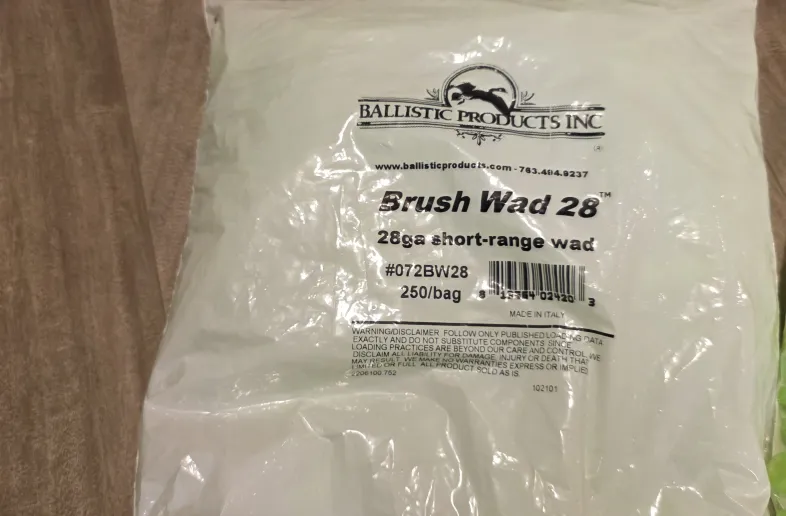 BALLISTIC PRODUCTS INC
www.ballisticproducts.com - 763.494.9237
Brush Wad 28™
28ga short-range wad
#072BW28
250/bag
02420 3
MADE IN ITALY
WARNING/DISCLAIMER. FOLLOW ONLY PUBLISHED LOADING DATA
EXACTLY AND DO NOT SUBSTITUTE COMPONENTS. SINCE
LOADING PRACTICES ARE BEYOND OUR CARE AND CONTROL, WE
DISCLAIM ALL LIABILITY FOR DAMAGE, INJURY OR DEATH THAT
MAY RESULT. WE MAKE NO WARRANTIES EXPRESS OR IMPLIED
LIMITED OR FULL. ALL PRODUCT SOLD AS IS.
102101